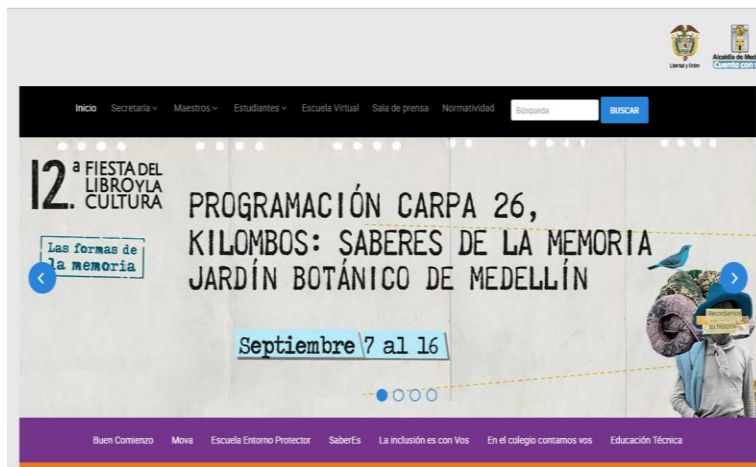 Libertad y Orden
Alcaldía de Med
Cuenta con v
Inicio Secretaría Maestros Estudiantes Escuela Virtual Sala de prensa Normatividad Búsqueda BUSCAR
12.ª FIESTA DEL
LIBRO Y LA
CULTURA
Las formas de
la memoria
PROGRAMACIÓN CARPA 26,
KILOMBOS: SABERES DE LA MEMORIA
JARDÍN BOTÁNICO DE MEDELLÍN
Septiembre 7 al 16
Recordamos
su historia
Buen Comienzo Mova Escuela Entorno Protector SaberEs La inclusión es con Vos En el colegio contamos vos Educación Técnica